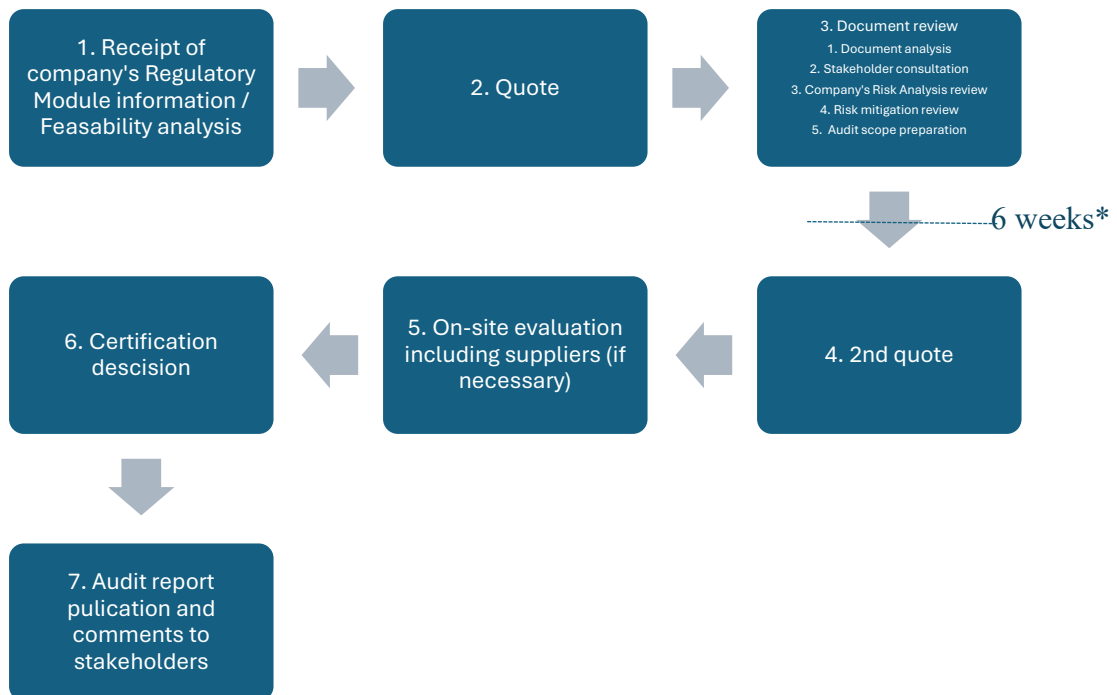 1. Receipt of
company's Regulatory
Module information /
Feasability analysis
2. Quote
3. Document review
1. Document analysis
2. Stakeholder consultation
3. Company's Risk Analysis review
4. Risk mitigation review
5. Audit scope preparation
6 weeks*
4. 2nd quote
5. On-site evaluation
including suppliers (if
necessary)
6. Certification
descision
7. Audit report
pulication and
comments to
stakeholders